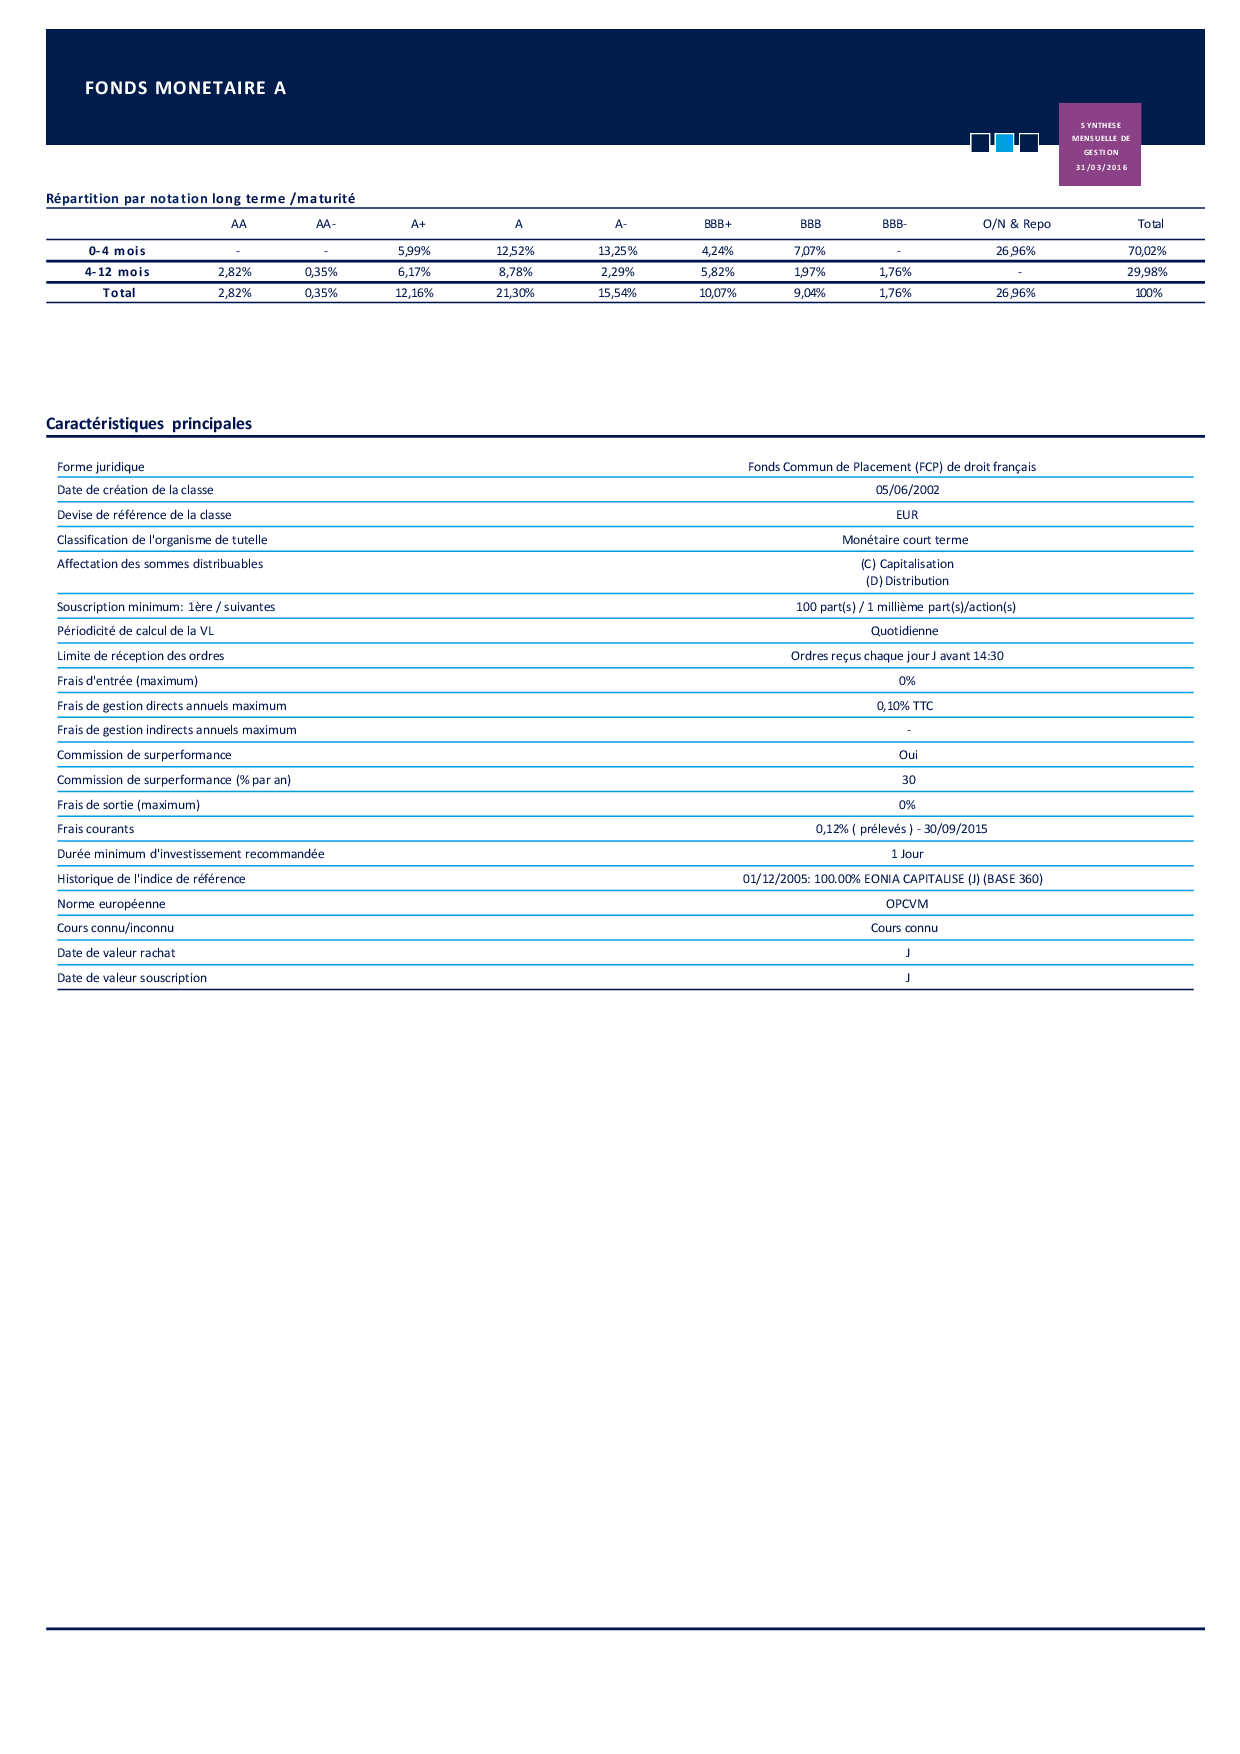 FONDS MONETAIRE A
SYNTHESE
MENSUELLE DE
GESTION
31/03/2016
Répartition par notation long terme /maturité
AA AA- A+ A A- BBB+ BBB BBB- O/N & Repo Total
0-4 mois - - 5,99% 12,52% 13,25% 4,24% 7,07% - 26,96% 70,02%
4-12 mois 2,82% 0,35% 6,17% 8,78% 2,29% 5,82% 1,97% 1,76% - 29,98%
Total 2,82% 0,35% 12,16% 21,30% 15,54% 10,07% 9,04% 1,76% 26,96% 100%
Caractéristiques principales
Forme juridique Fonds Commun de Placement (FCP) de droit français
Date de création de la classe 05/06/2002
Devise de référence de la classe EUR
Classification de l'organisme de tutelle Monétaire court terme
Affectation des sommes distribuables (C) Capitalisation
(D) Distribution
Souscription minimum: 1ère / suivantes 100 part(s) / 1 millième part(s)/action(s)
Périodicité de calcul de la VL Quotidienne
Limite de réception des ordres Ordres reçus chaque jour J avant 14:30
Frais d'entrée (maximum) 0%
Frais de gestion directs annuels maximum 0,10% TTC
Frais de gestion indirects annuels maximum -
Commission de surperformance Oui
Commission de surperformance (% par an) 30
Frais de sortie (maximum) 0%
Frais courants 0,12% ( prélevés ) - 30/09/2015
Durée minimum d'investissement recommandée 1 Jour
Historique de l'indice de référence 01/12/2005: 100.00% EONIA CAPITALISE (J) (BASE 360)
Norme européenne OPCVM
Cours connu/inconnu Cours connu
Date de valeur rachat J
Date de valeur souscription J